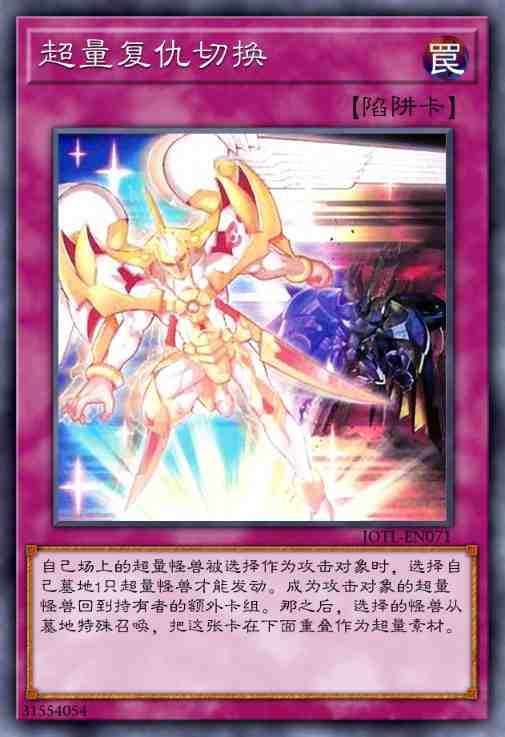 超量复仇切换
罠
【陷阱卡】
JOTL-EN071
自己场上的超量怪兽被选择作为攻击对象时，选择自
己墓地1只超量怪兽才能发动。成为攻击对象的超量
怪兽回到持有者的额外卡组。那之后，选择的怪兽从
墓地特殊召唤，把这张卡在下面重叠作为超量素材。
31554054